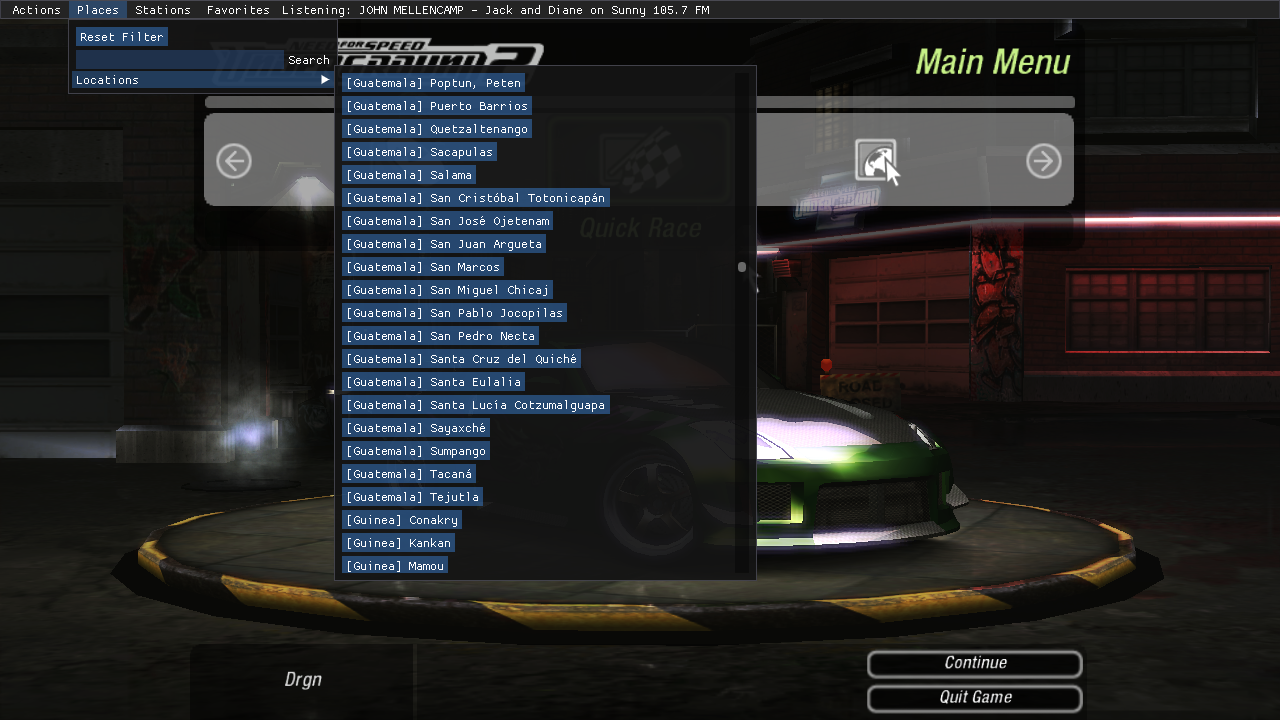 Actions Places Stations Favorites Listening: JOHN MELLENCAMP - Jack and Diane on Sunny 105.7 FM
Reset Filter
Search
Locations
NEED FOR SPEED
Main Menu
[Guatemala] Poptun, Peten
[Guatemala] Puerto Barrios
[Guatemala] Quetzaltenango
[Guatemala] Sacapulas
[Guatemala] Salama
[Guatemala] San Cristóbal Totonicapán
[Guatemala] San José Ojetenam
[Guatemala] San Juan Argueta
[Guatemala] San Marcos
[Guatemala] San Miguel Chicaj
[Guatemala] San Pablo Jocopilas
[Guatemala] San Pedro Necta
[Guatemala] Santa Cruz del Quiché
[Guatemala] Santa Eulalia
[Guatemala] Santa Lucía Cotzumalguapa
[Guatemala] Sayaxché
[Guatemala] Sumpango
[Guatemala] Tacaná
[Guatemala] Tejutla
[Guinea] Conakry
[Guinea] Kankan
[Guinea] Mamou
Quick Race
ROAD
Drgn
Continue
Quit Game